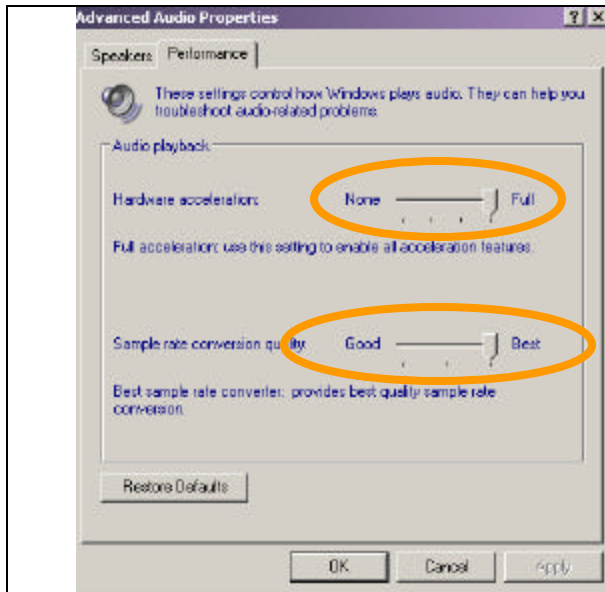 Advanced Audio Properties
Speakers Performance
These settings control how Windows plays audio. They can help you
troubleshoot audio-related problems.
Audio playback
Hardware acceleration: None Full
Full acceleration: use this setting to enable all acceleration features.
Sample rate conversion quality: Good Best
Best sample rate converter: provides best quality sample rate
conversion.
Restore Defaults
OK Cancel Apply